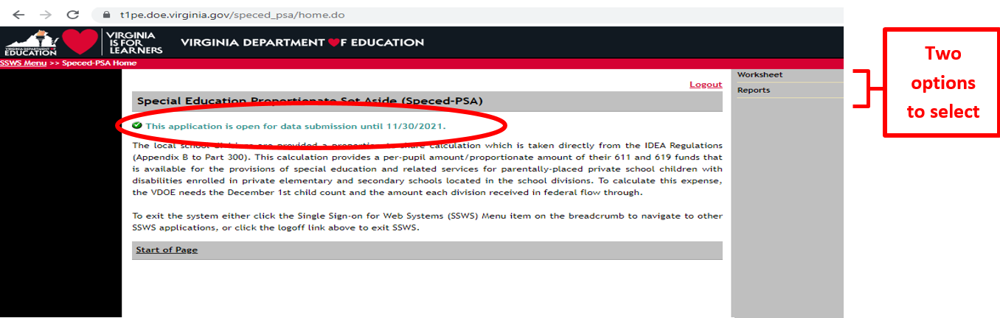 t1pe.doe.virginia.gov/speced_psa/home.do
VIRGINIA DEPARTMENT OF
EDUCATION
VIRGINIA
IS FOR
LEARNERS
VIRGINIA DEPARTMENT ♥F EDUCATION
SSWS Menu >> Speced-PSA Home
Worksheet
Reports
Logout
Special Education Proportionate Set Aside (Speced-PSA)
This application is open for data submission until 11/30/2021.
The local school divisions are provided a proportionate share calculation which is taken directly from the IDEA Regulations
(Appendix B to Part 300). This calculation provides a per-pupil amount/proportionate amount of their 611 and 619 funds that
is available for the provisions of special education and related services for parentally-placed private school children with
disabilities enrolled in private elementary and secondary schools located in the school divisions. To calculate this expense,
the VDOE needs the December 1st child count and the amount each division received in federal flow through.
To exit the system either click the Single Sign-on for Web Systems (SSWS) Menu item on the breadcrumb to navigate to other
SSWS applications, or click the logoff link above to exit SSWS.
Start of Page
Two
options
to select